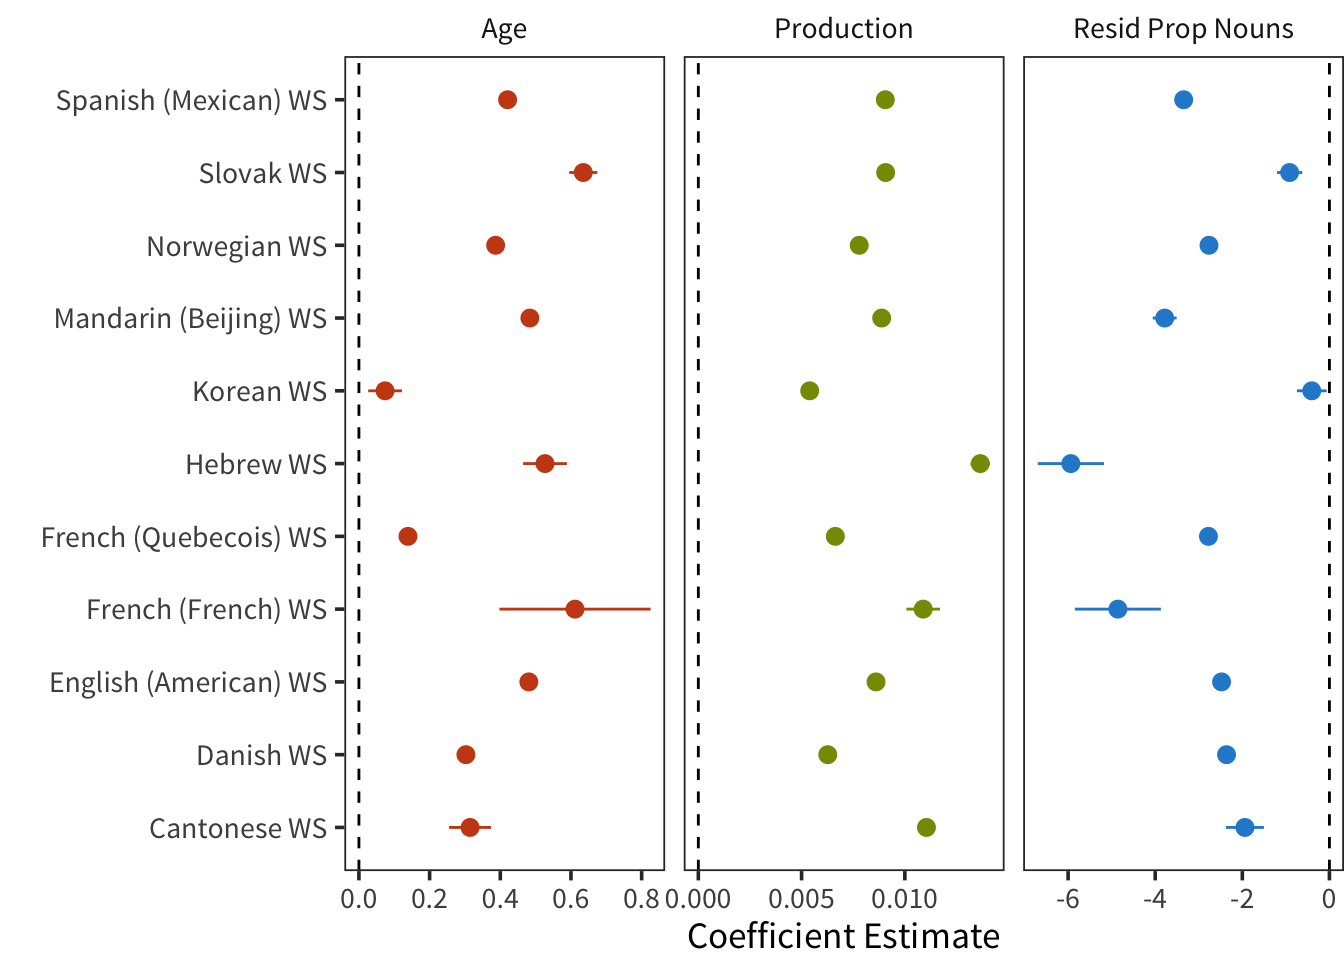 Age Production Resid Prop Nouns
Spanish (Mexican) WS
Slovak WS
Norwegian WS
Mandarin (Beijing) WS
Korean WS
Hebrew WS
French (Quebecois) WS
French (French) WS
English (American) WS
Danish WS
Cantonese WS
0.0 0.2 0.4 0.6 0.8 0.000 0.005 0.010 -6 -4 -2 0
Coefficient Estimate